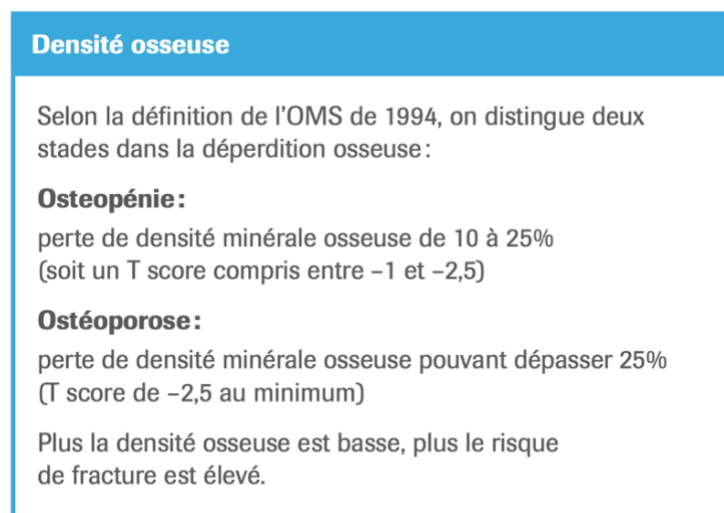 Densité osseuse
Selon la définition de l'OMS de 1994, on distingue deux
stades dans la déperdition osseuse :
Osteopénie :
perte de densité minérale osseuse de 10 à 25%
(soit un T score compris entre –1 et –2,5)
Ostéoporose :
perte de densité minérale osseuse pouvant dépasser 25%
(T score de –2,5 au minimum)
Plus la densité osseuse est basse, plus le risque
de fracture est élevé.